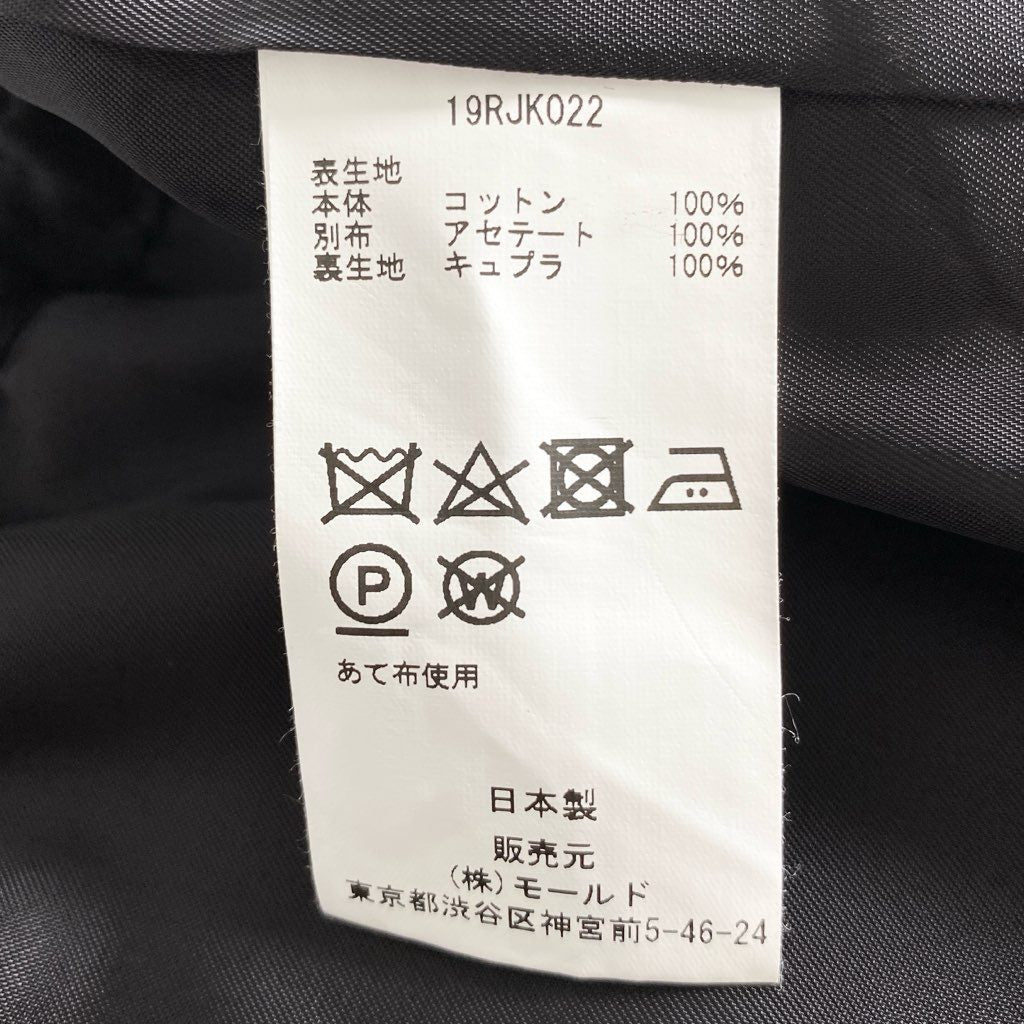 19RJK022
表生地
本体 コットン 100%
別布 アセテート 100%
裏生地 キュプラ 100%
P W
あて布使用
日本製
販売元
(株)モールド
東京都渋谷区神宮前5-46-24